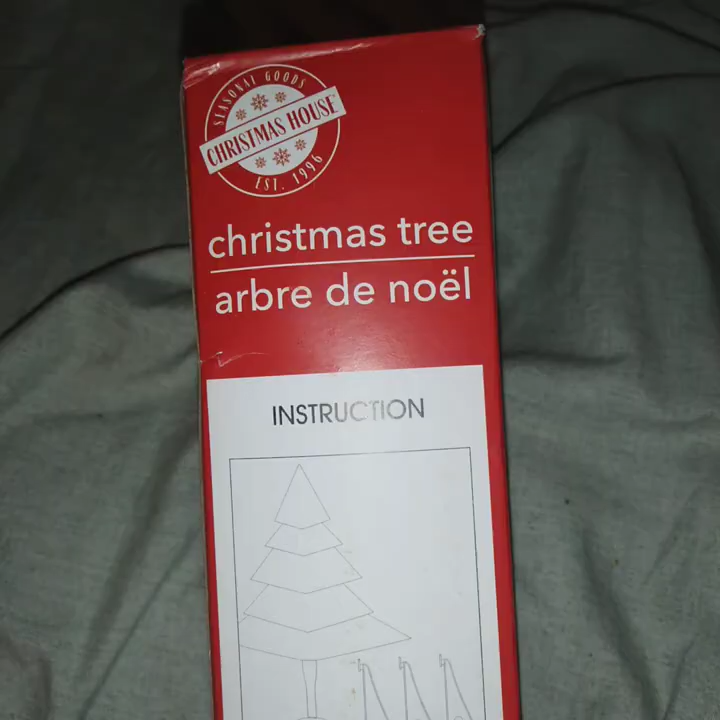 SEASONAL GOODS
CHRISTMAS HOUSE
EST. 1996
christmas tree
arbre de noël
INSTRUCTION